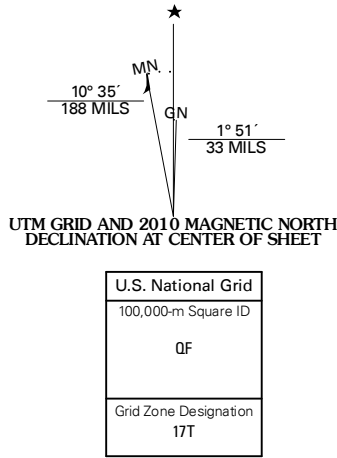 ★
MN
GN
10° 35´
188 MILS
1° 51´
33 MILS
UTM GRID AND 2010 MAGNETIC NORTH
DECLINATION AT CENTER OF SHEET
U.S. National Grid
100,000-m Square ID
QF
Grid Zone Designation
17T